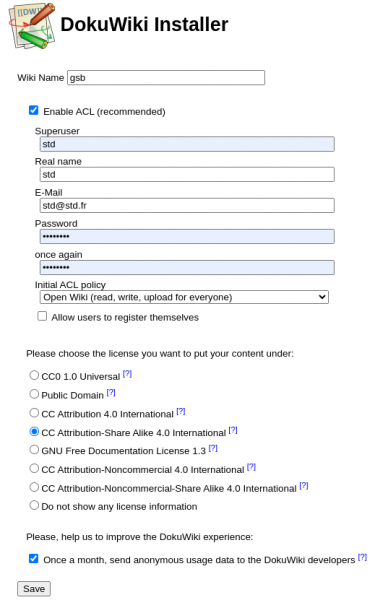 [[DW]]
DokuWiki Installer
Wiki Name gsb
Enable ACL (recommended)
Superuser
std
Real name
std
E-Mail
std@std.fr
Password
••••••••
once again
••••••••
Initial ACL policy
Open Wiki (read, write, upload for everyone)
Allow users to register themselves
Please choose the license you want to put your content under:
CC0 1.0 Universal [?]
Public Domain [?]
CC Attribution 4.0 International [?]
CC Attribution-Share Alike 4.0 International [?]
GNU Free Documentation License 1.3 [?]
CC Attribution-Noncommercial 4.0 International [?]
CC Attribution-Noncommercial-Share Alike 4.0 International [?]
Do not show any license information
Please, help us to improve the DokuWiki experience:
Once a month, send anonymous usage data to the DokuWiki developers [?]
Save